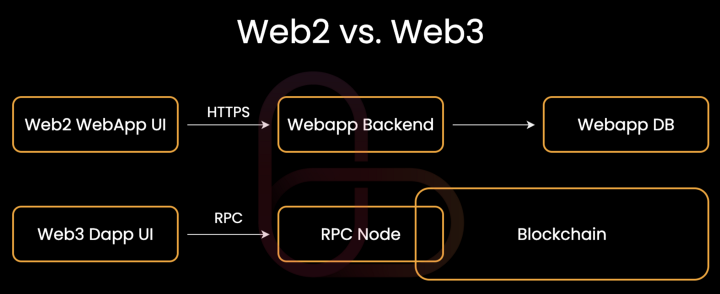 Web2 vs. Web3
Web2 WebApp UI
HTTPS
Webapp Backend
Webapp DB
Web3 Dapp UI
RPC
RPC Node
Blockchain